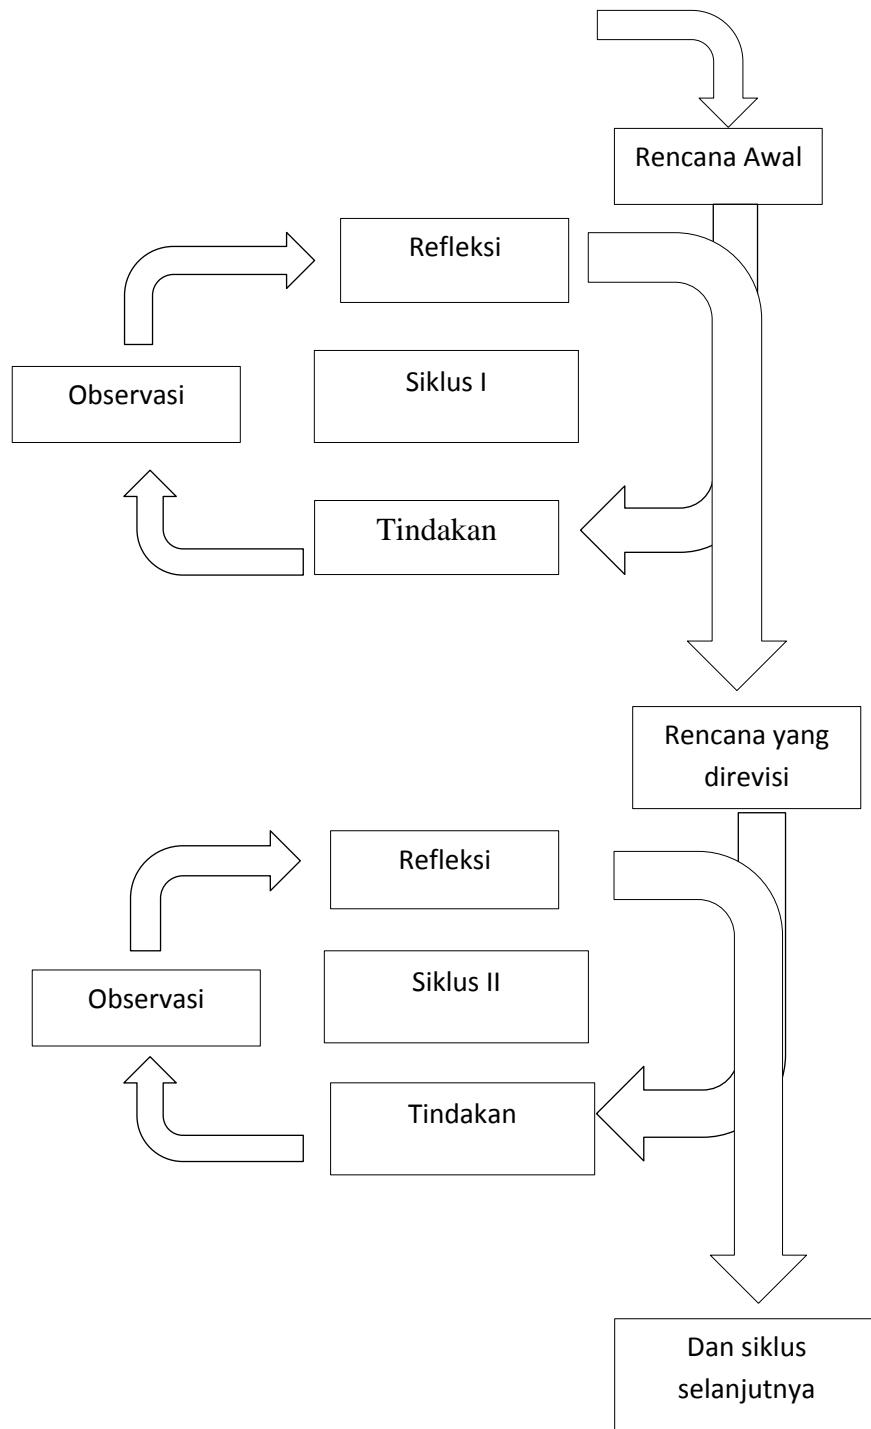 Rencana Awal
Refleksi
Observasi
Siklus I
Tindakan
Rencana yang
direvisi
Refleksi
Observasi
Siklus II
Tindakan
Dan siklus
selanjutnya